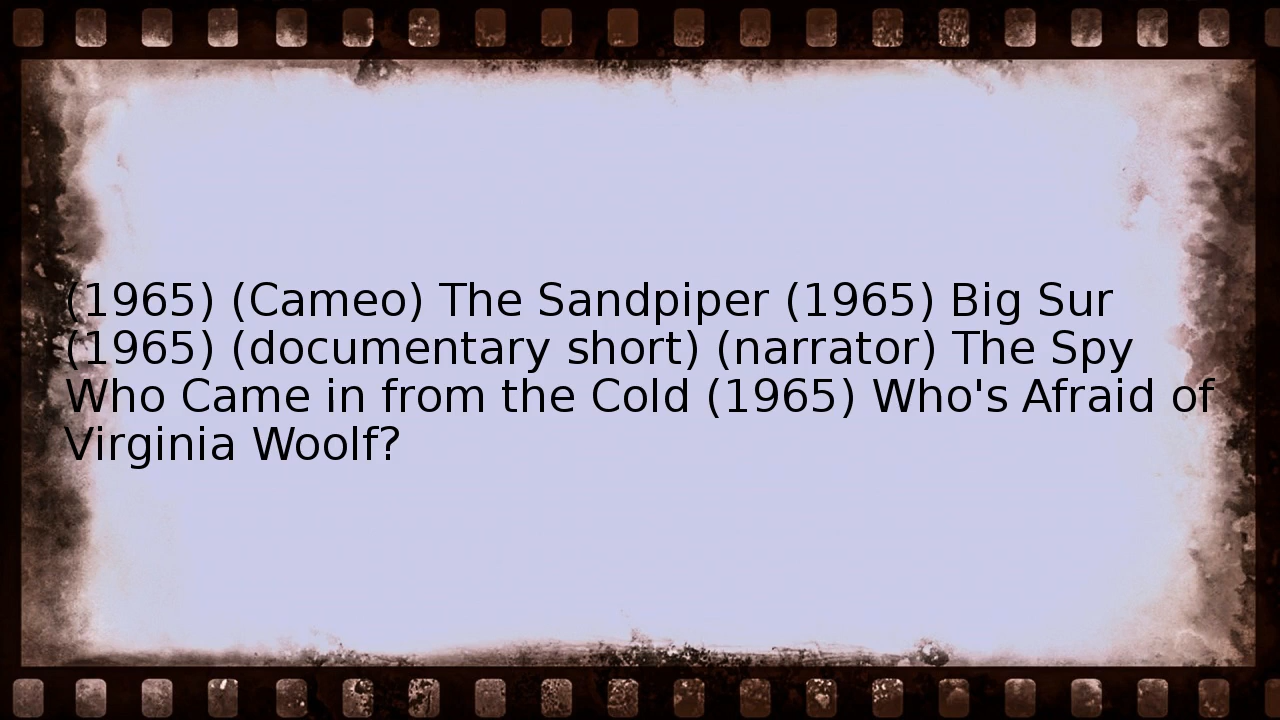 (1965) (Cameo) The Sandpiper (1965) Big Sur
(1965) (documentary short) (narrator) The Spy
Who Came in from the Cold (1965) Who's Afraid of
Virginia Woolf?